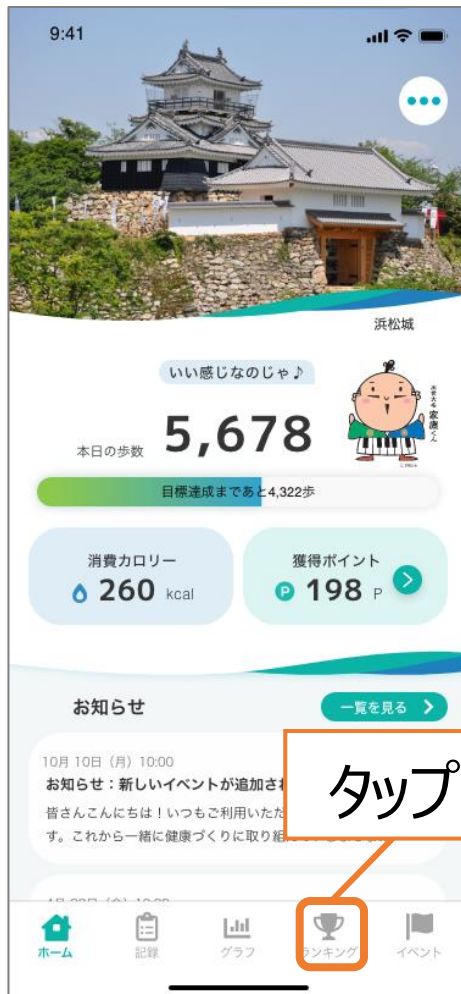 9:41
浜松城
いい感じなのじゃ♪
本日の歩数 5,678
目標達成まであと4,322歩
消費カロリー
260 kcal
獲得ポイント
P 198 P
お知らせ
一覧を見る
10月 10日（月）10:00
お知らせ：新しいイベントが追加さ
タップ
皆さんこんにちは！いつもご利用いただ
す。これから一緒に健康づくりに取り組
ホーム
記録
グラフ
ランキング
イベント